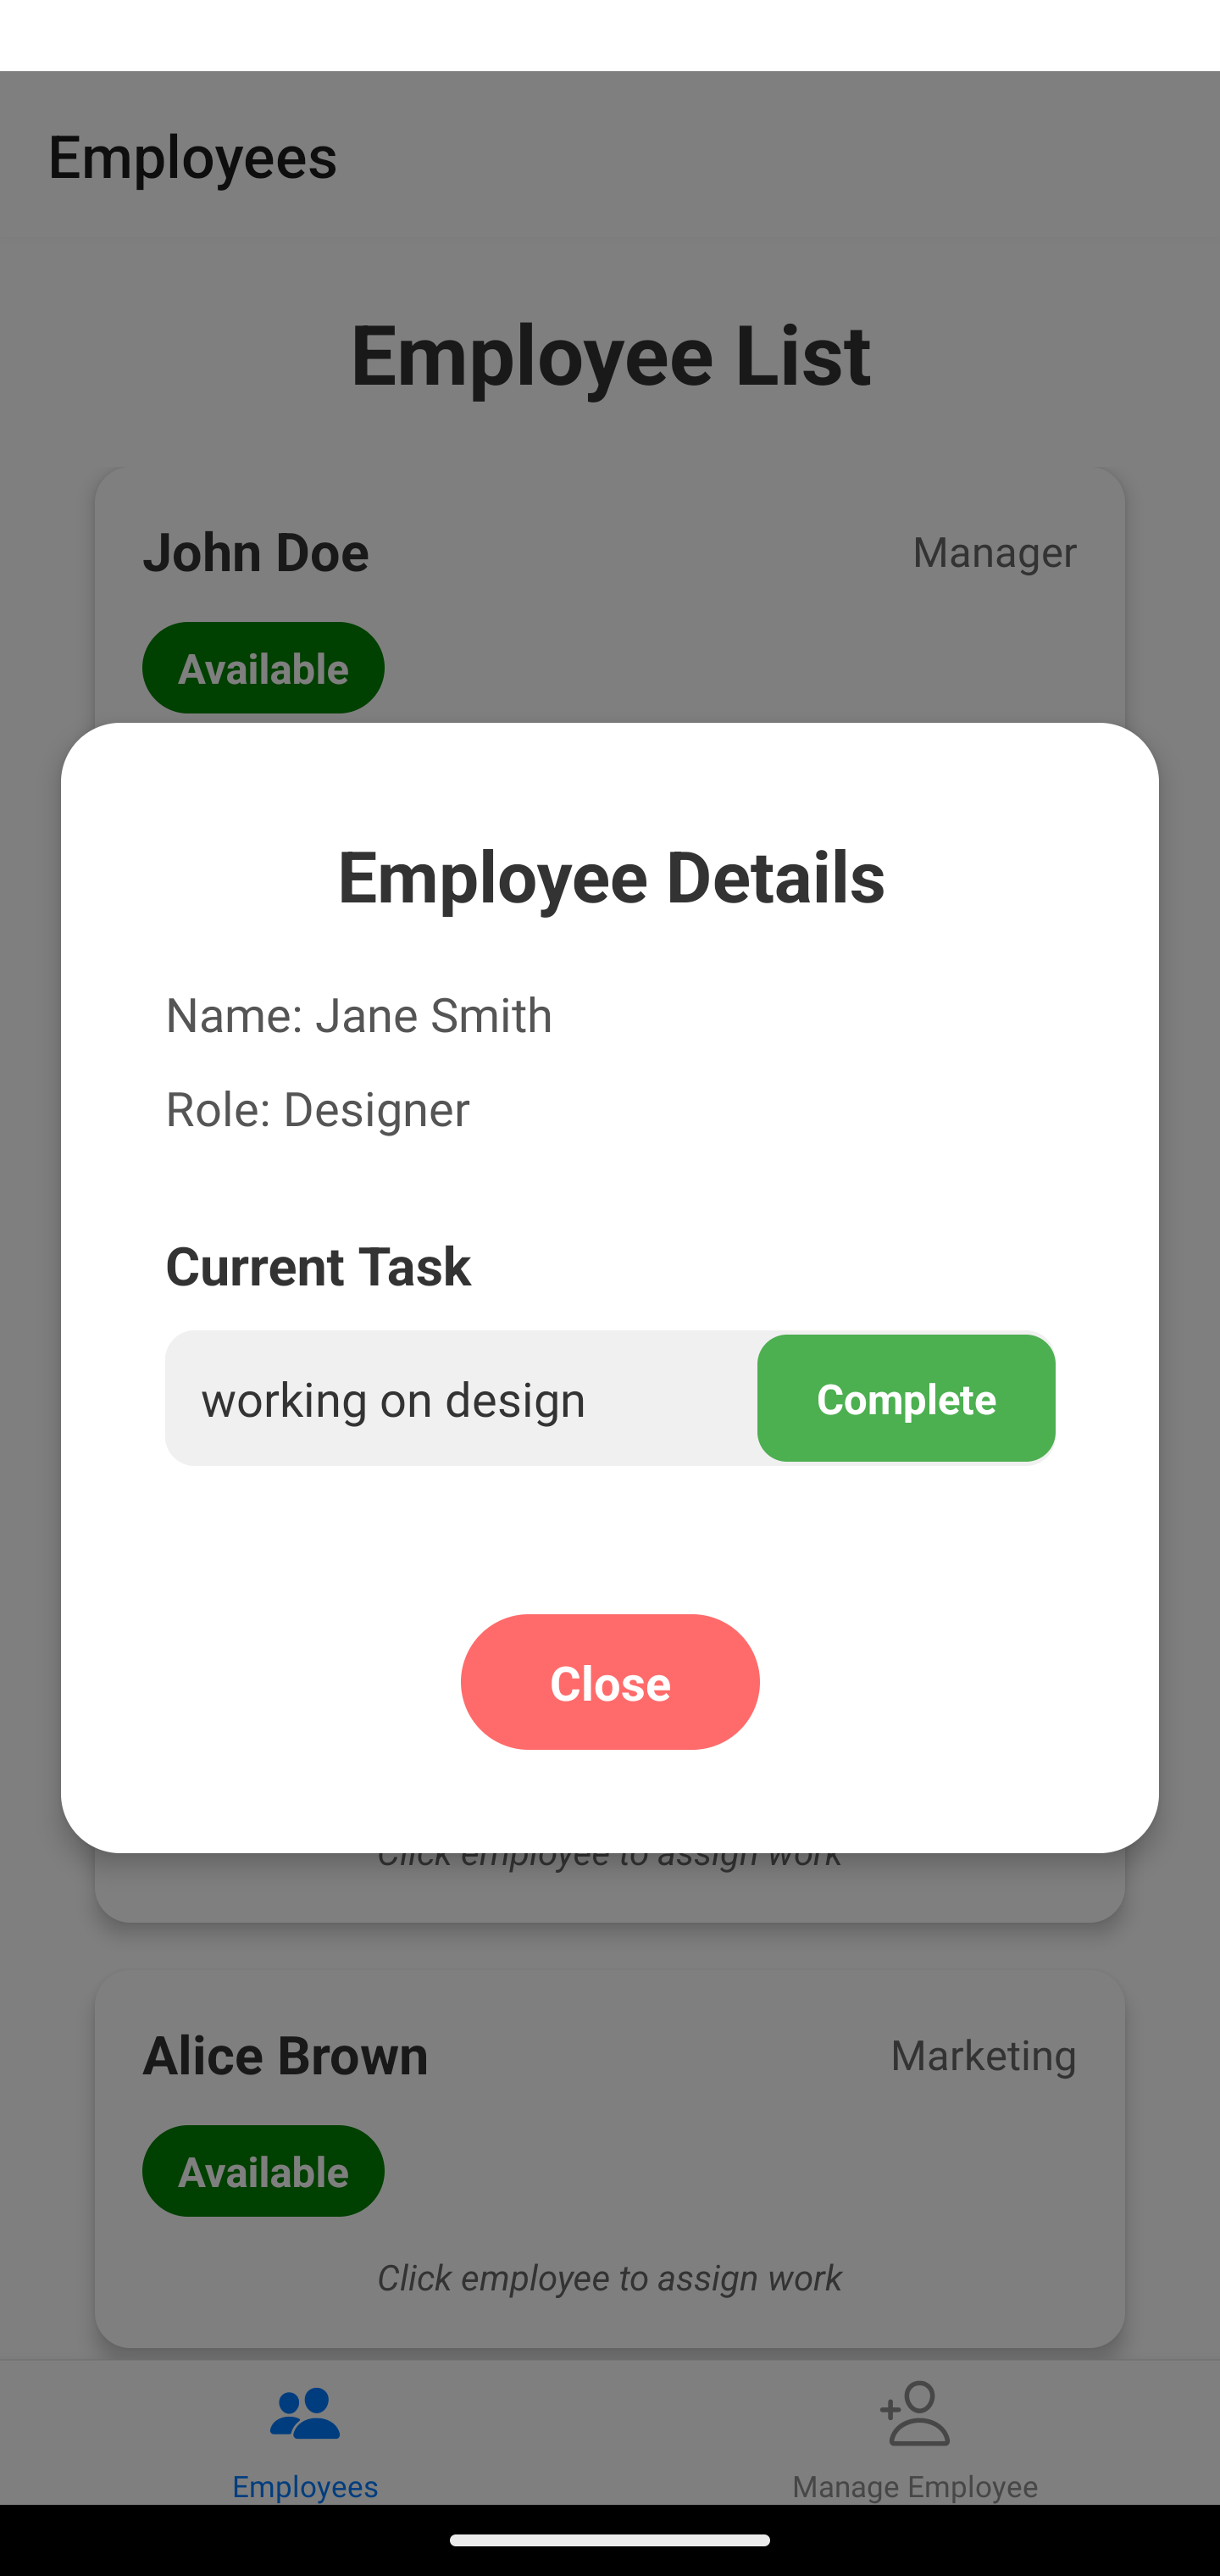 Employees
Employee List
John Doe Manager
Available
Employee Details
Name: Jane Smith
Role: Designer
Current Task
working on design Complete
Close
Click employee to assign work
Alice Brown Marketing
Available
Click employee to assign work
Employees Manage Employee